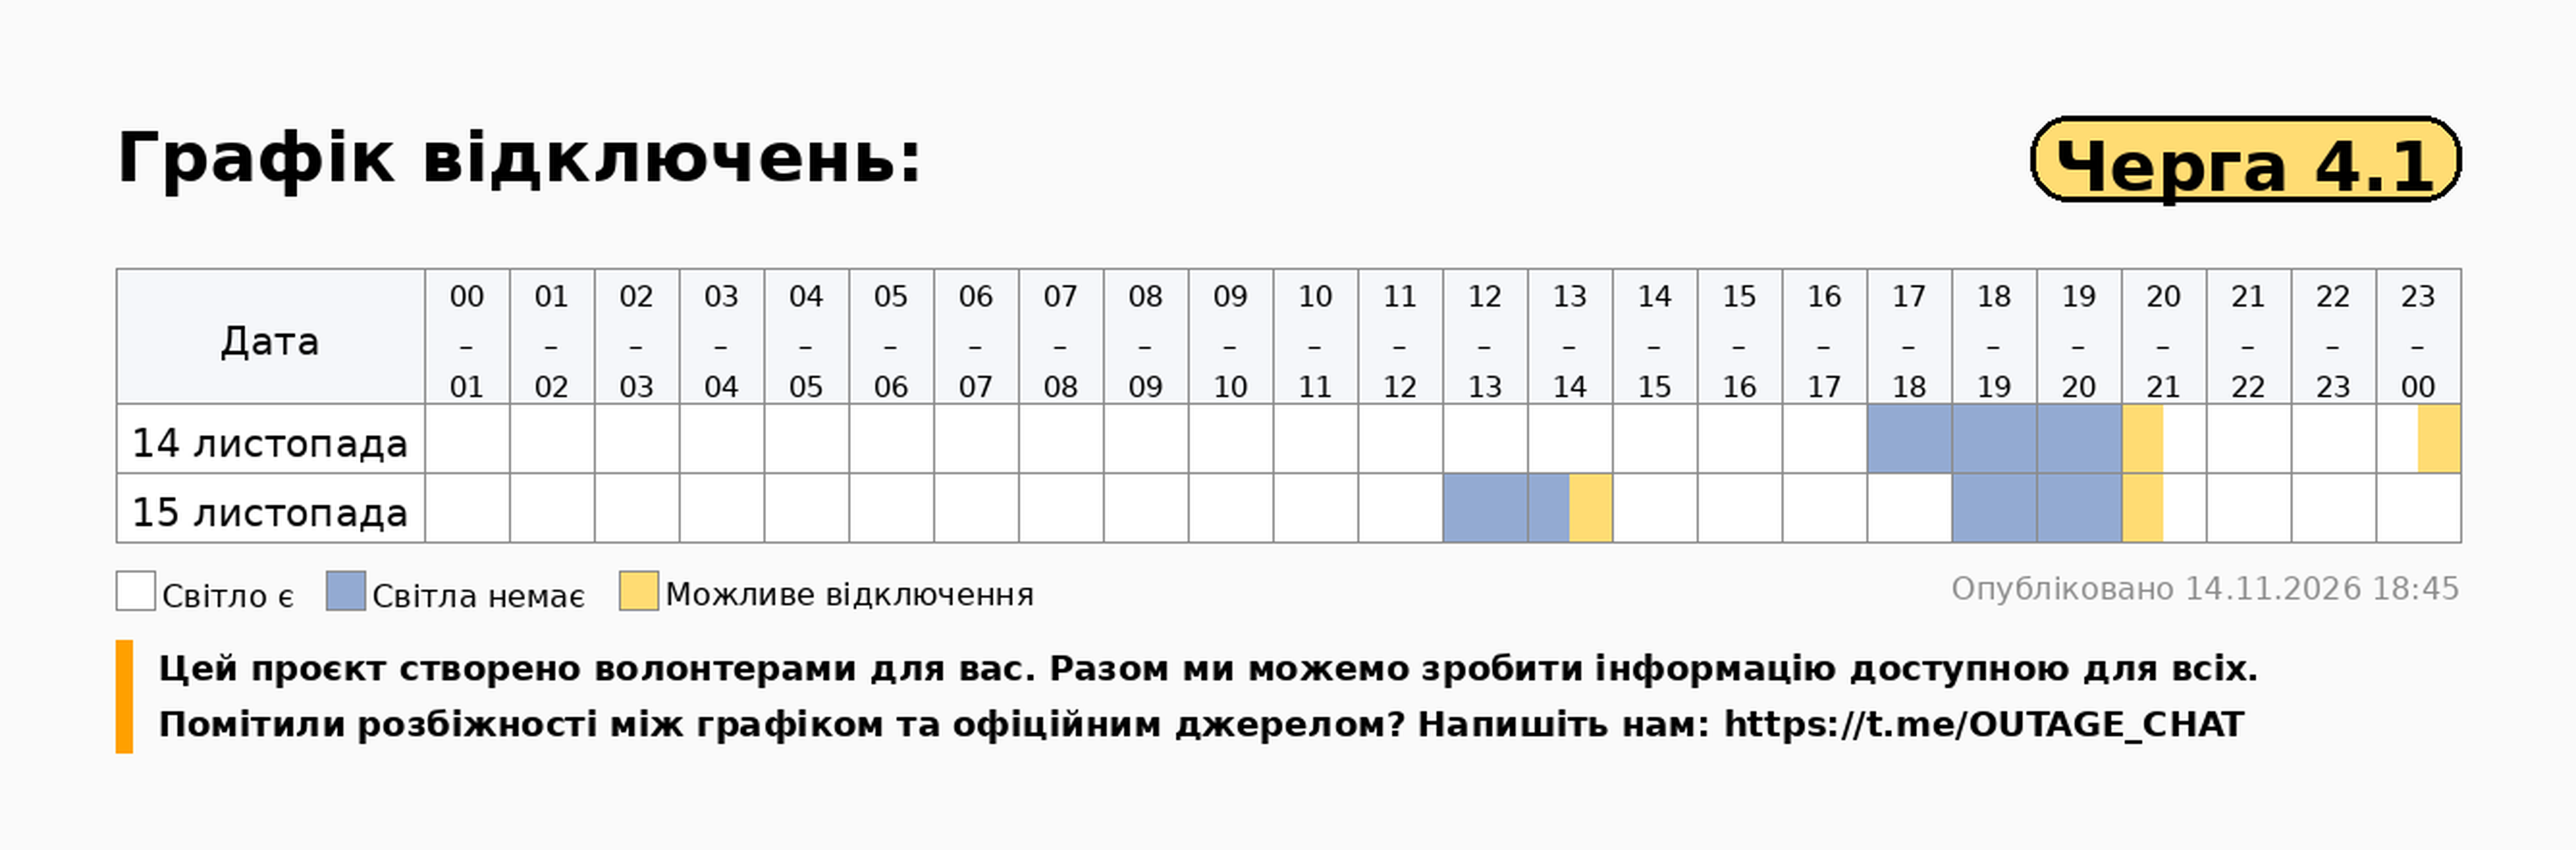 Графік відключень:
Черга 4.1
Дата
00 – 01
01 – 02
02 – 03
03 – 04
04 – 05
05 – 06
06 – 07
07 – 08
08 – 09
09 – 10
10 – 11
11 – 12
12 – 13
13 – 14
14 – 15
15 – 16
16 – 17
17 – 18
18 – 19
19 – 20
20 – 21
21 – 22
22 – 23
23 – 00
14 листопада
15 листопада
Світло є
Світла немає
Можливе відключення
Опубліковано 14.11.2026 18:45
Цей проєкт створено волонтерами для вас. Разом ми можемо зробити інформацію доступною для всіх.
Помітили розбіжності між графіком та офіційним джерелом? Напишіть нам: https://t.me/OUTAGE_CHAT